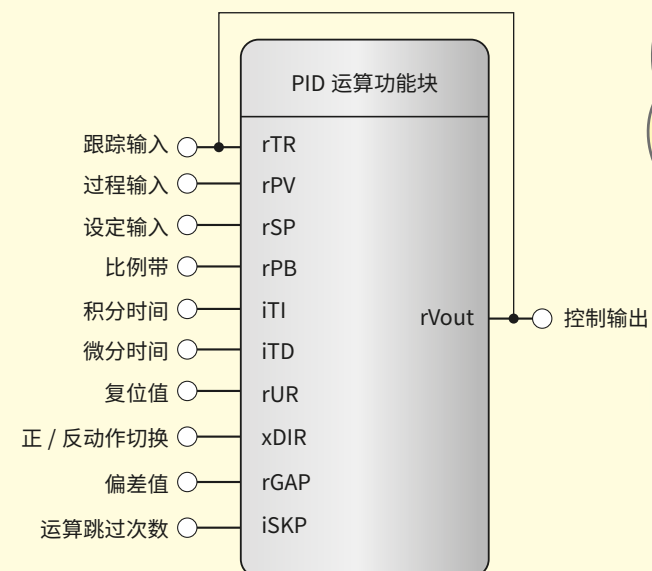 PID 运算功能块
跟踪输入 rTR
过程输入 rPV
设定输入 rSP
比例带 rPB
积分时间 iTI
rVout 控制输出
微分时间 iTD
复位值 rUR
正 / 反动作切换 xDIR
偏差值 rGAP
运算跳过次数 iSKP